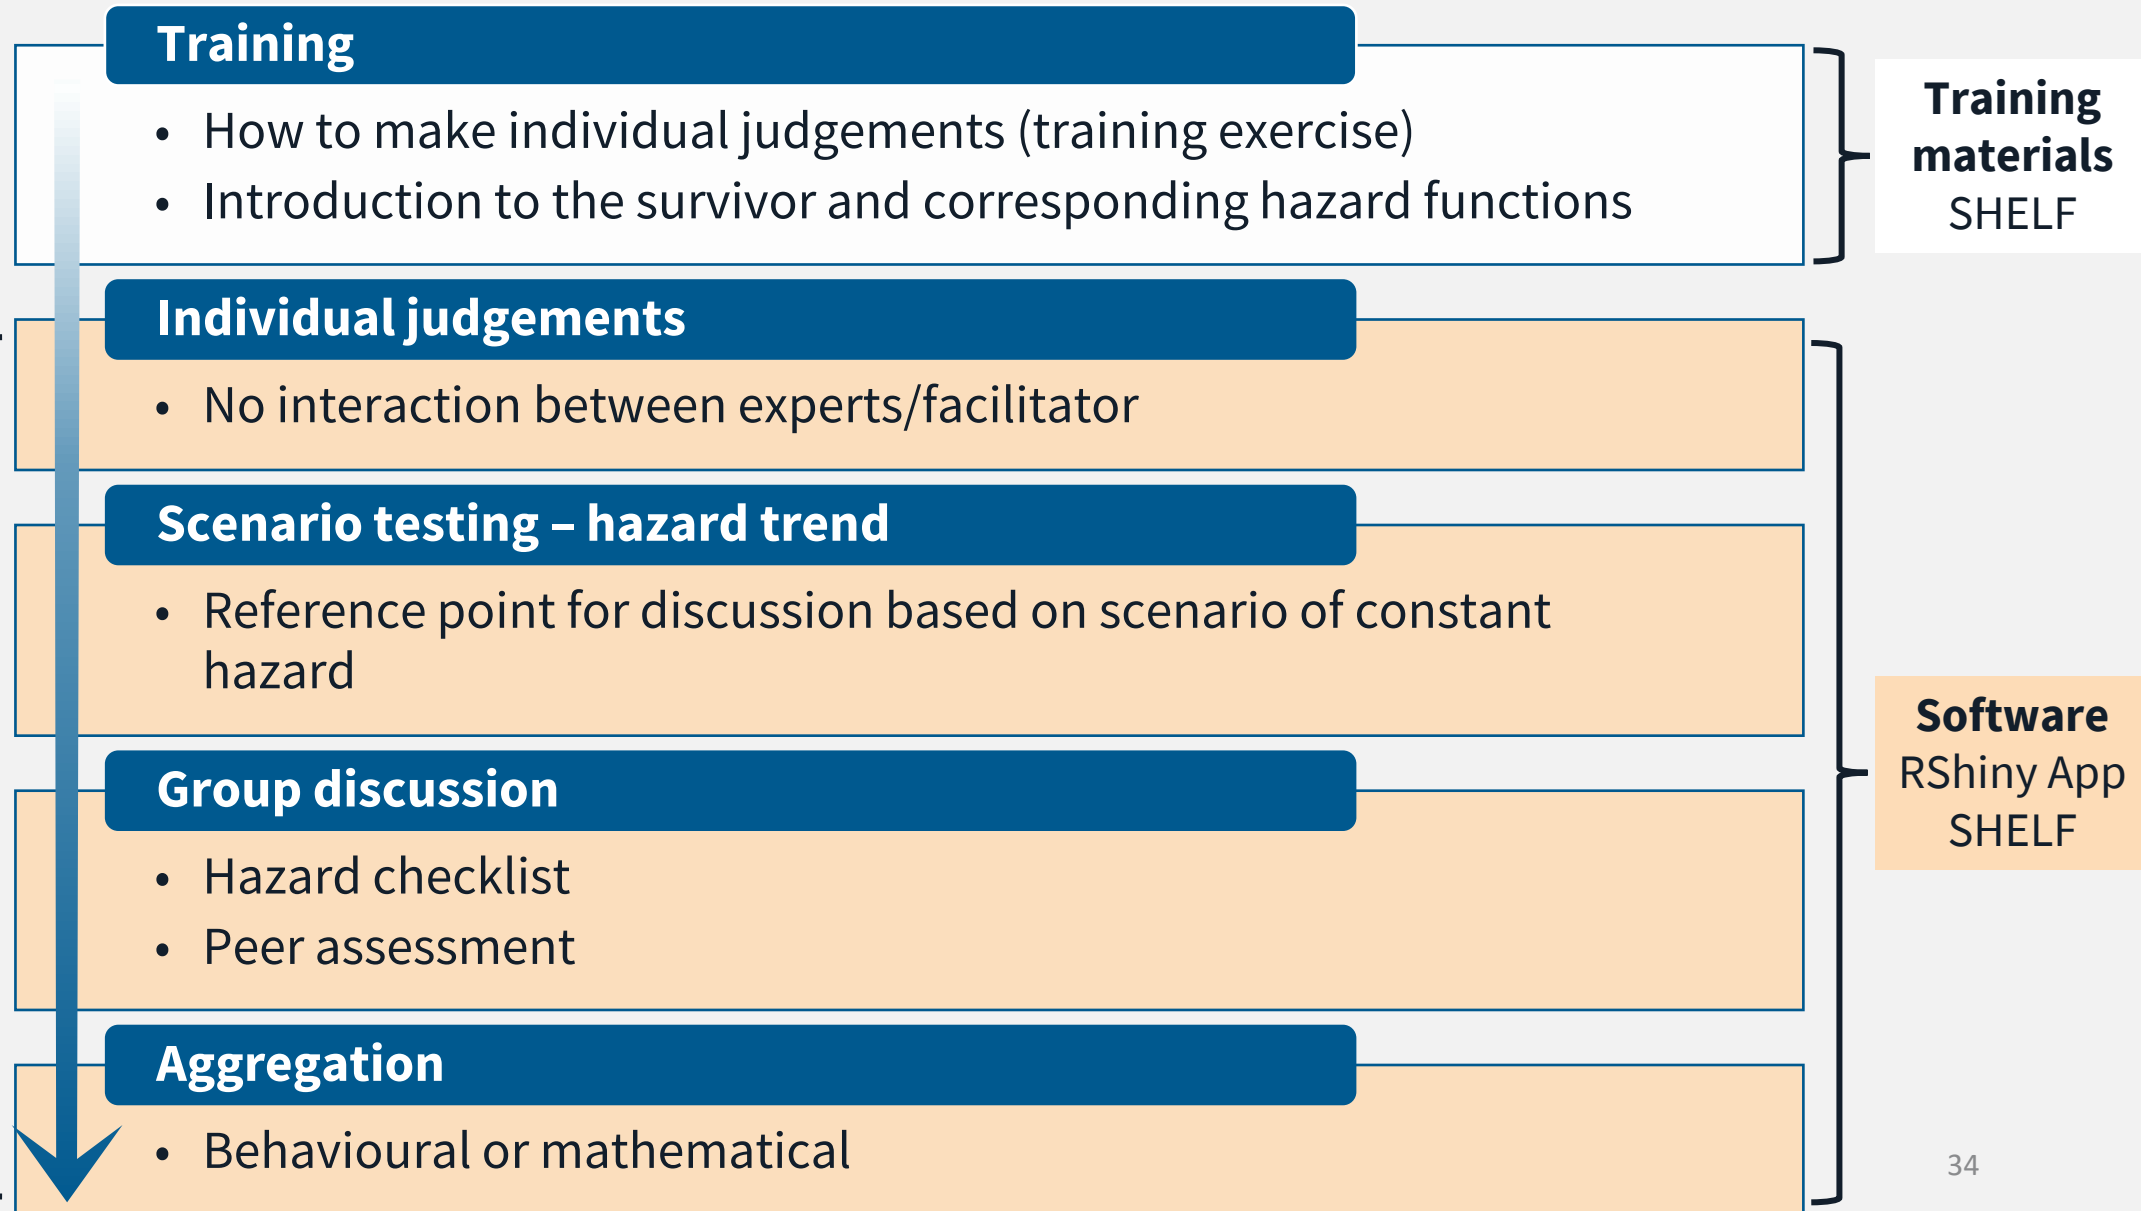 Training
• How to make individual judgements (training exercise)
• Introduction to the survivor and corresponding hazard functions
Training
materials
SHELF
Individual judgements
• No interaction between experts/facilitator
Scenario testing – hazard trend
• Reference point for discussion based on scenario of constant
hazard
Group discussion
• Hazard checklist
• Peer assessment
Software
RShiny App
SHELF
Aggregation
• Behavioural or mathematical
34